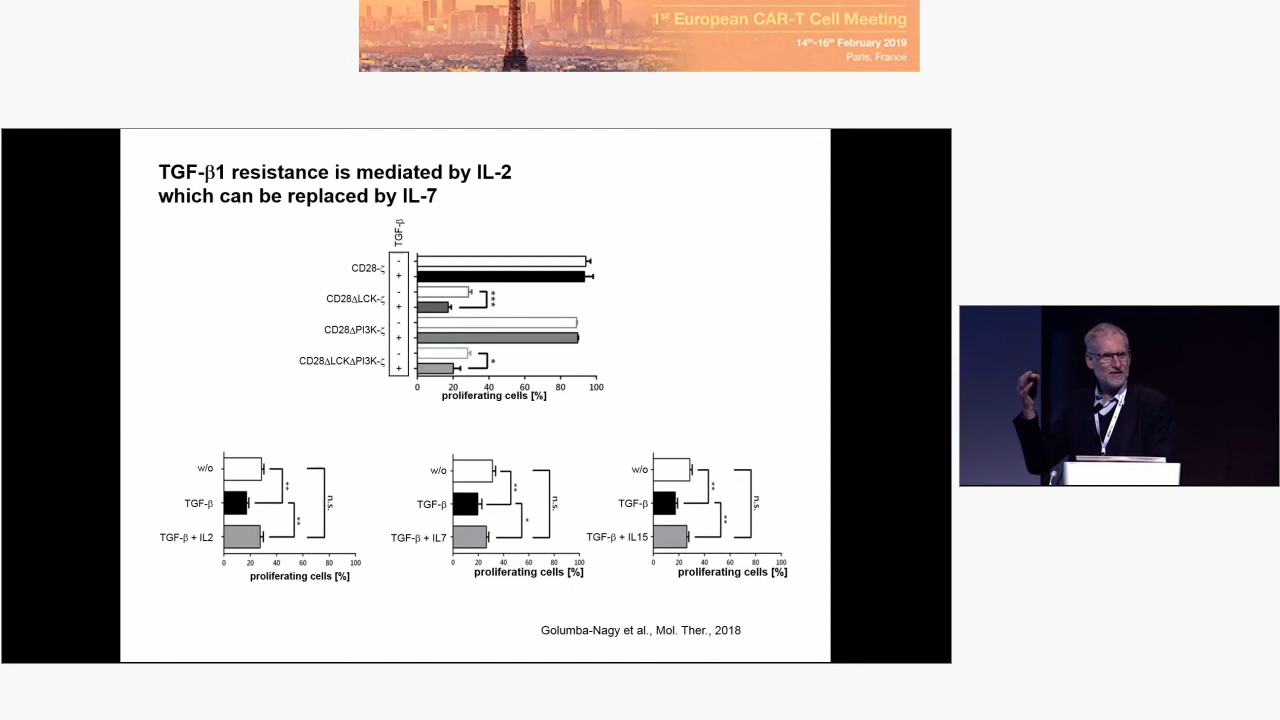 1st European CAR-T Cell Meeting
14th-16th February 2019
Paris, France
TGF-β1 resistance is mediated by IL-2
which can be replaced by IL-7
TGF-β
CD28-ζ
-
+
CD28ΔLCK-ζ
-
+
***
CD28ΔPI3K-ζ
-
+
CD28ΔLCKΔPI3K-ζ
-
+
*
0 20 40 60 80 100
proliferating cells [%]
w/o
TGF-β
TGF-β + IL2
**
**
n.s.
0 20 40 60 80 100
proliferating cells [%]
w/o
TGF-β
TGF-β + IL7
**
*
n.s.
0 20 40 60 80 100
proliferating cells [%]
w/o
TGF-β
TGF-β + IL15
**
**
n.s.
0 20 40 60 80 100
proliferating cells [%]
Golumba-Nagy et al., Mol. Ther., 2018